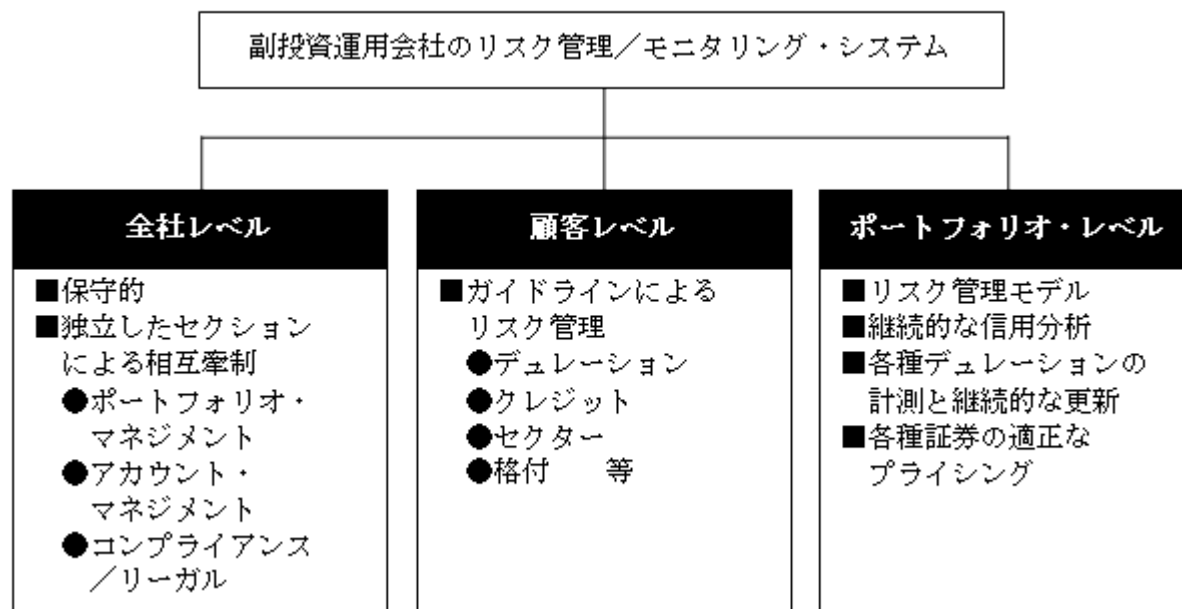 副投資運用会社のリスク管理／モニタリング・システム
全社レベル
■保守的
■独立したセクション
による相互牽制
●ポートフォリオ・
マネジメント
●アカウント・
マネジメント
●コンプライアンス
／リーガル
顧客レベル
■ガイドラインによる
リスク管理
●デュレーション
●クレジット
●セクター
●格付　　等
ポートフォリオ・レベル
■リスク管理モデル
■継続的な信用分析
■各種デュレーションの
計測と継続的な更新
■各種証券の適正な
プライシング